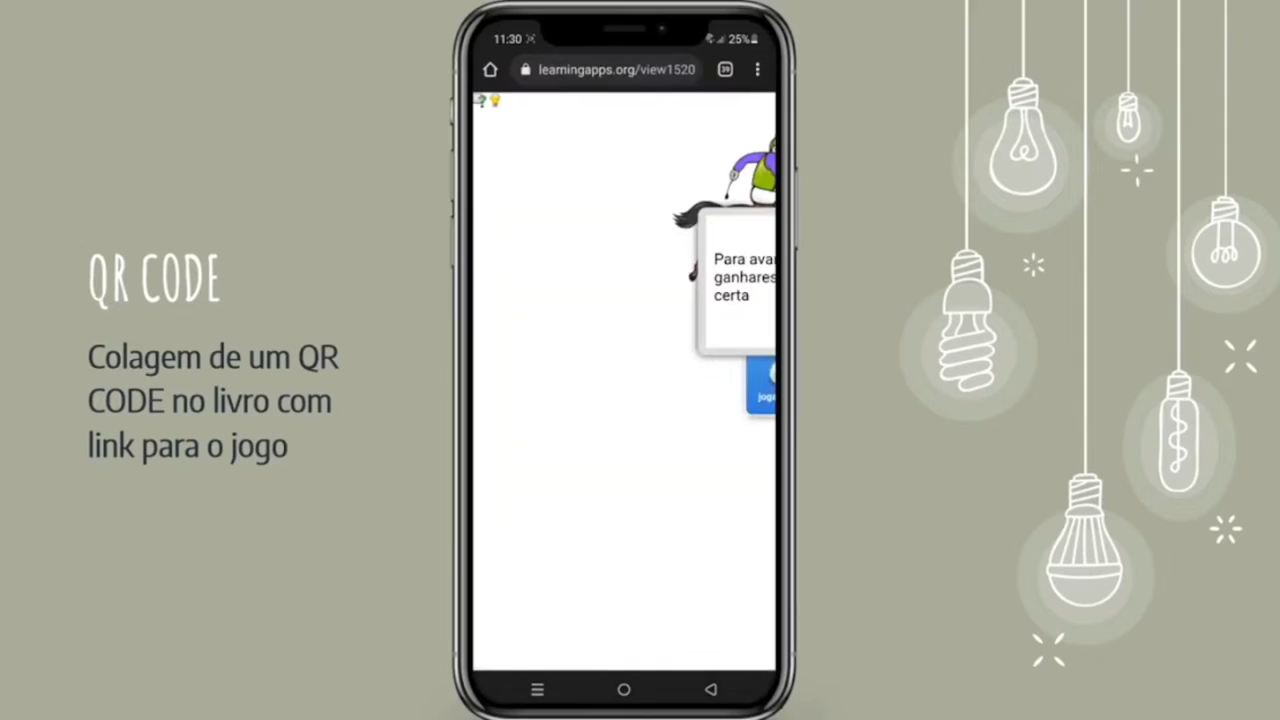 QR CODE
Colagem de um QR
CODE no livro com
link para o jogo
11:30
25%
learningapps.org/view1520
39
Para
ganhares
certa